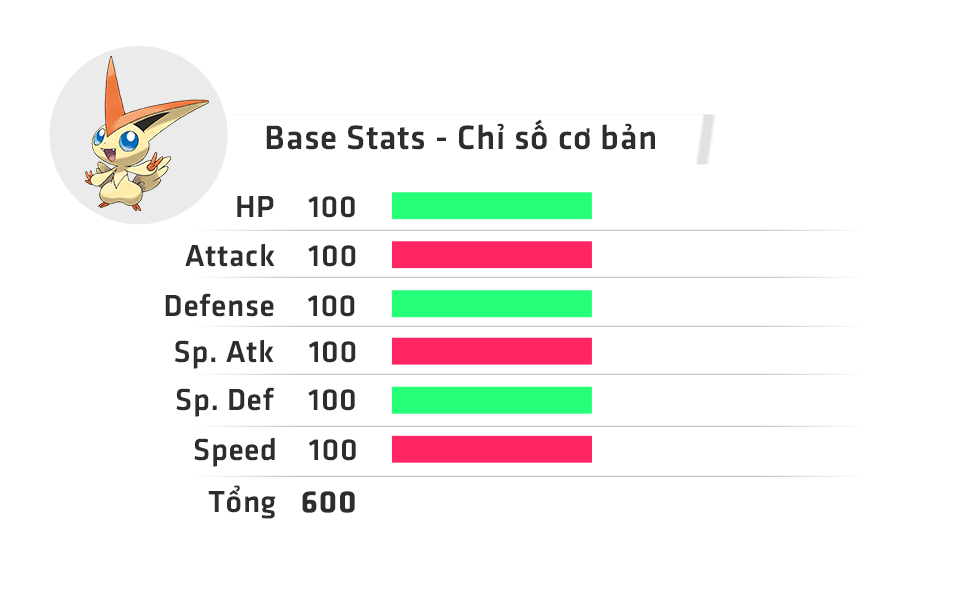 Base Stats - Chỉ số cơ bản
HP 100
Attack 100
Defense 100
Sp. Atk 100
Sp. Def 100
Speed 100
Tổng 600